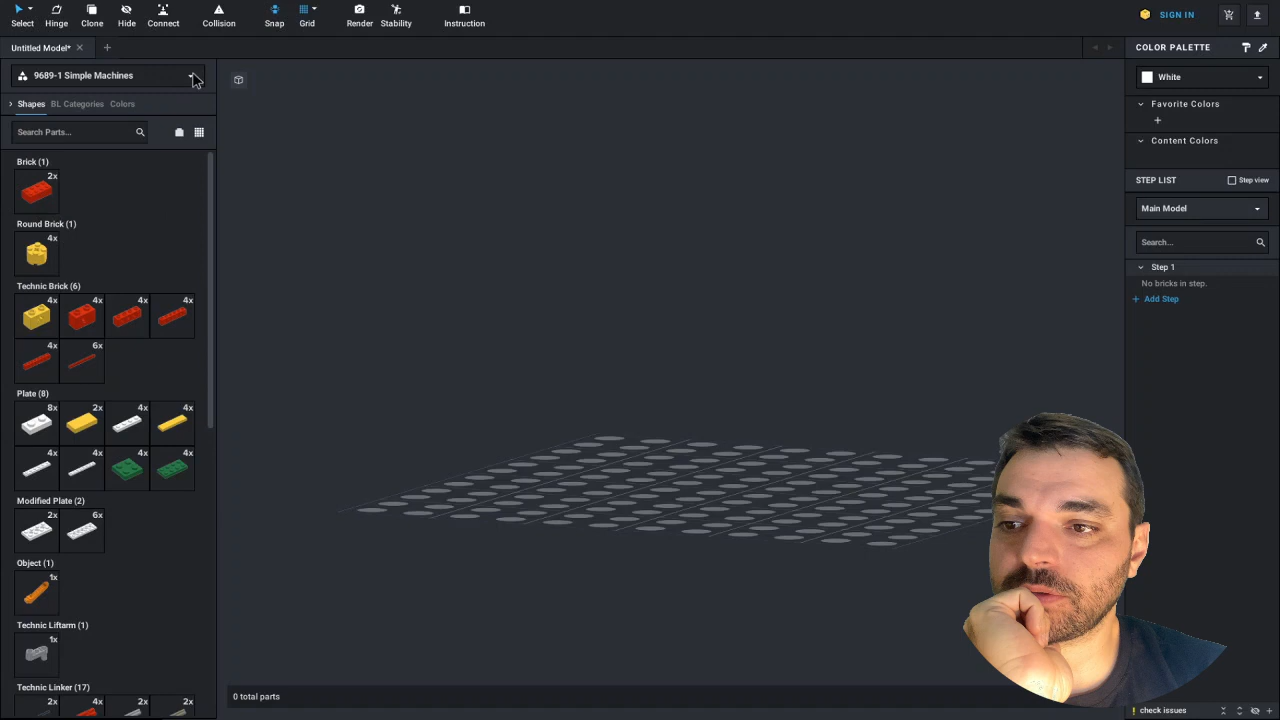 Select
Hinge
Clone
Hide
Connect
Collision
Snap
Grid
Render
Stability
Instruction
SIGN IN
Untitled Model*
COLOR PALETTE
9689-1 Simple Machines
White
Shapes
BL Categories
Colors
Favorite Colors
Search Parts...
Content Colors
Brick (1)
2x
Round Brick (1)
4x
Technic Brick (6)
4x 4x 4x 4x
4x 6x
Plate (8)
8x 2x 4x 4x
4x 4x 4x 4x
Modified Plate (2)
2x 6x
Object (1)
1x
Technic Liftarm (1)
1x
Technic Linker (17)
2x 4x 2x 2x
STEP LIST
Step view
Main Model
Search...
Step 1
No bricks in step.
+ Add Step
0 total parts
check issues